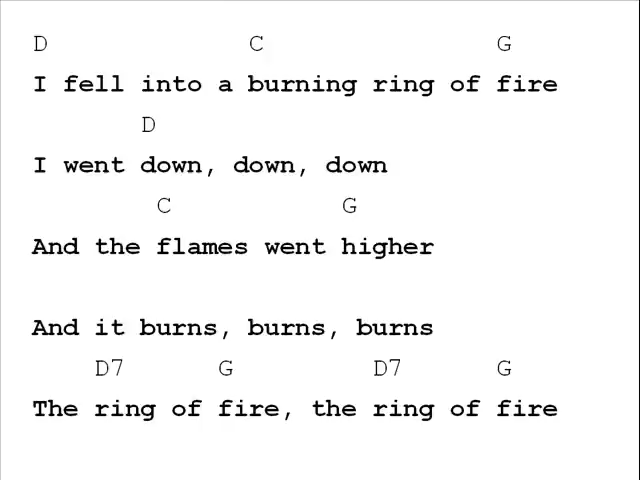 D C G
I fell into a burning ring of fire
D
I went down, down, down
C G
And the flames went higher
And it burns, burns, burns
D7 G D7 G
The ring of fire, the ring of fire